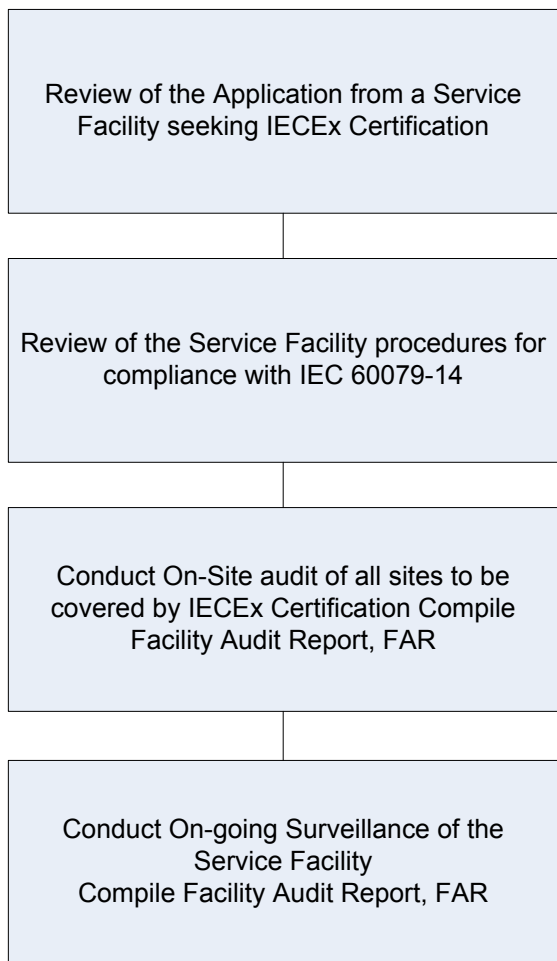 Review of the Application from a Service
Facility seeking IECEx Certification
Review of the Service Facility procedures for
compliance with IEC 60079-14
Conduct On-Site audit of all sites to be
covered by IECEx Certification Compile
Facility Audit Report, FAR
Conduct On-going Surveillance of the
Service Facility
Compile Facility Audit Report, FAR